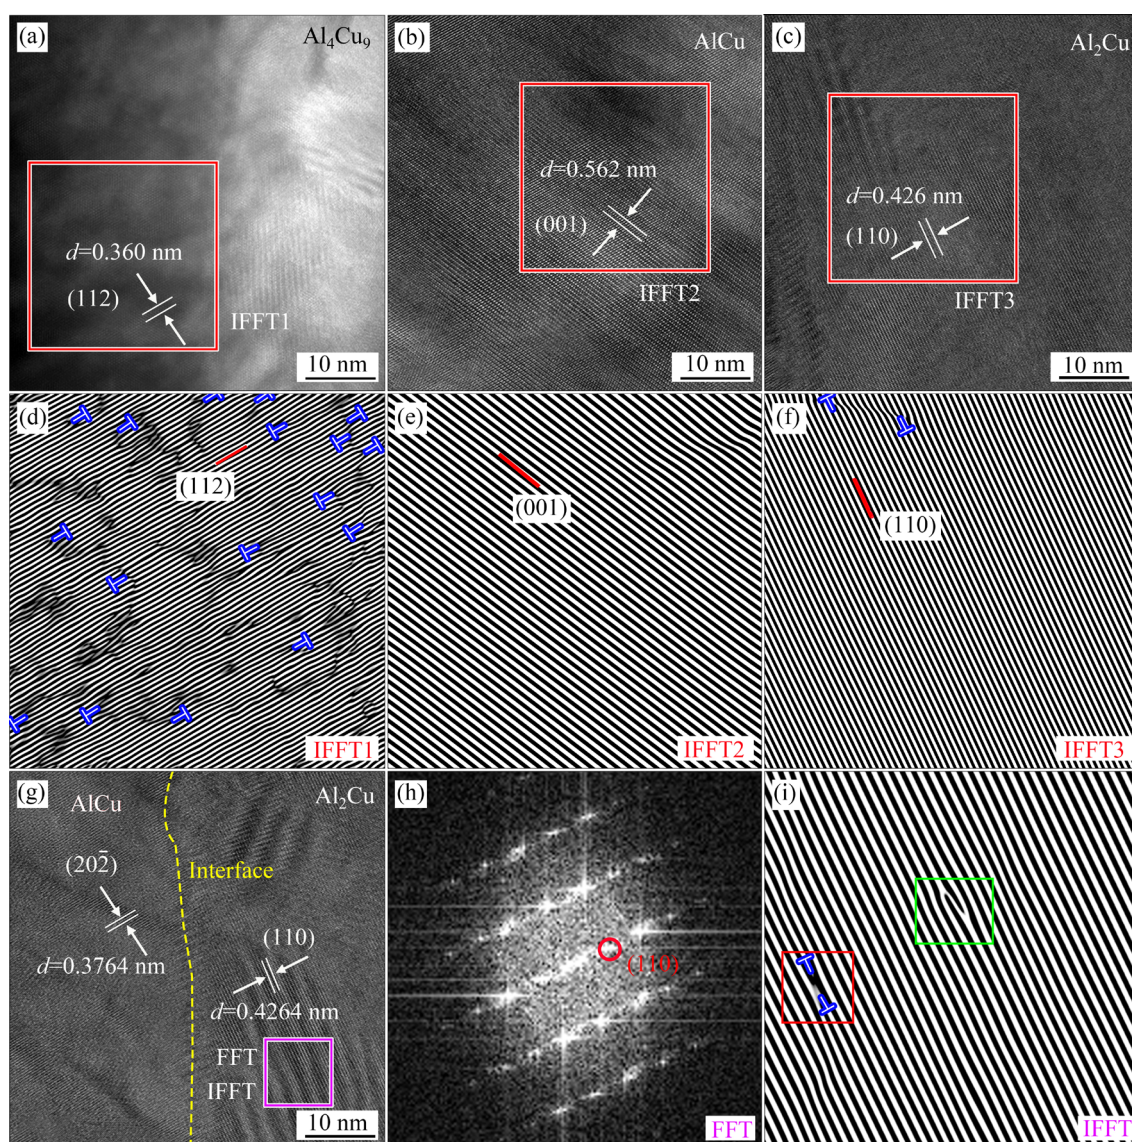 (a)
Al₄Cu₉
d=0.360 nm
(112)
IFFT1
10 nm
(b)
AlCu
d=0.562 nm
(001)
IFFT2
10 nm
(c)
Al₂Cu
d=0.426 nm
(110)
IFFT3
10 nm
(d)
(112)
IFFT1
(e)
(001)
IFFT2
(f)
(110)
IFFT3
(g)
AlCu
Al₂Cu
(202̄)
Interface
(110)
d=0.3764 nm
d=0.4264 nm
FFT
IFFT
10 nm
(h)
(110)
FFT
(i)
IFFT